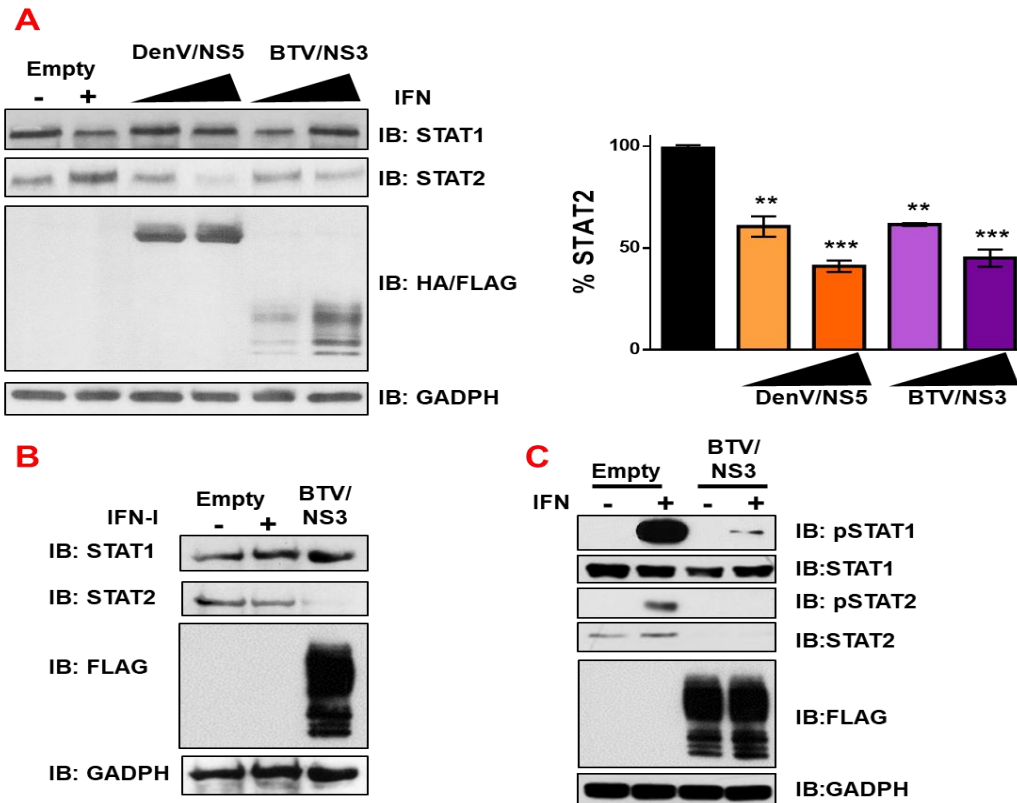 A
DenV/NS5 BTV/NS3
Empty
- + IFN
IB: STAT1
IB: STAT2
IB: HA/FLAG
IB: GADPH
% STAT2
100
50
0
**
***
**
***
DenV/NS5 BTV/NS3
B
Empty BTV/
NS3
IFN-I - +
IB: STAT1
IB: STAT2
IB: FLAG
IB: GADPH
C
Empty BTV/
NS3
IFN - + - +
IB: pSTAT1
IB:STAT1
IB: pSTAT2
IB:STAT2
IB:FLAG
IB:GADPH